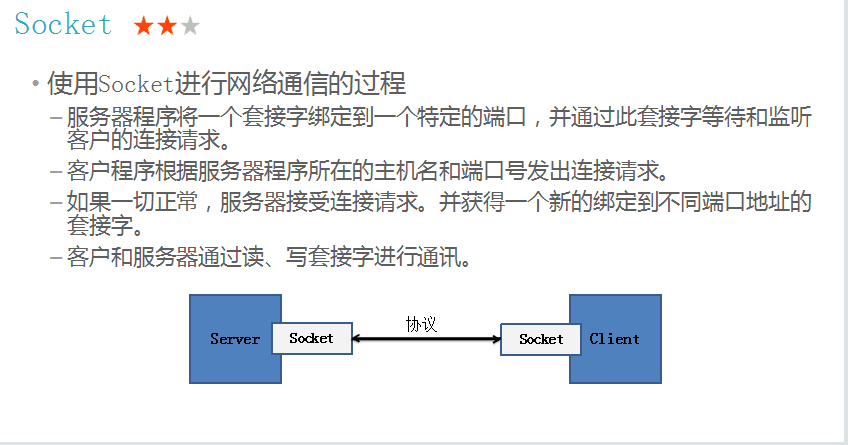 Socket ★★★
• 使用Socket进行网络通信的过程
– 服务器程序将一个套接字绑定到一个特定的端口，并通过此套接字等待和监听
客户的连接请求。
– 客户程序根据服务器程序所在的主机名和端口号发出连接请求。
– 如果一切正常，服务器接受连接请求。并获得一个新的绑定到不同端口地址的
套接字。
– 客户和服务器通过读、写套接字进行通讯。
协议
Server Socket Socket Client